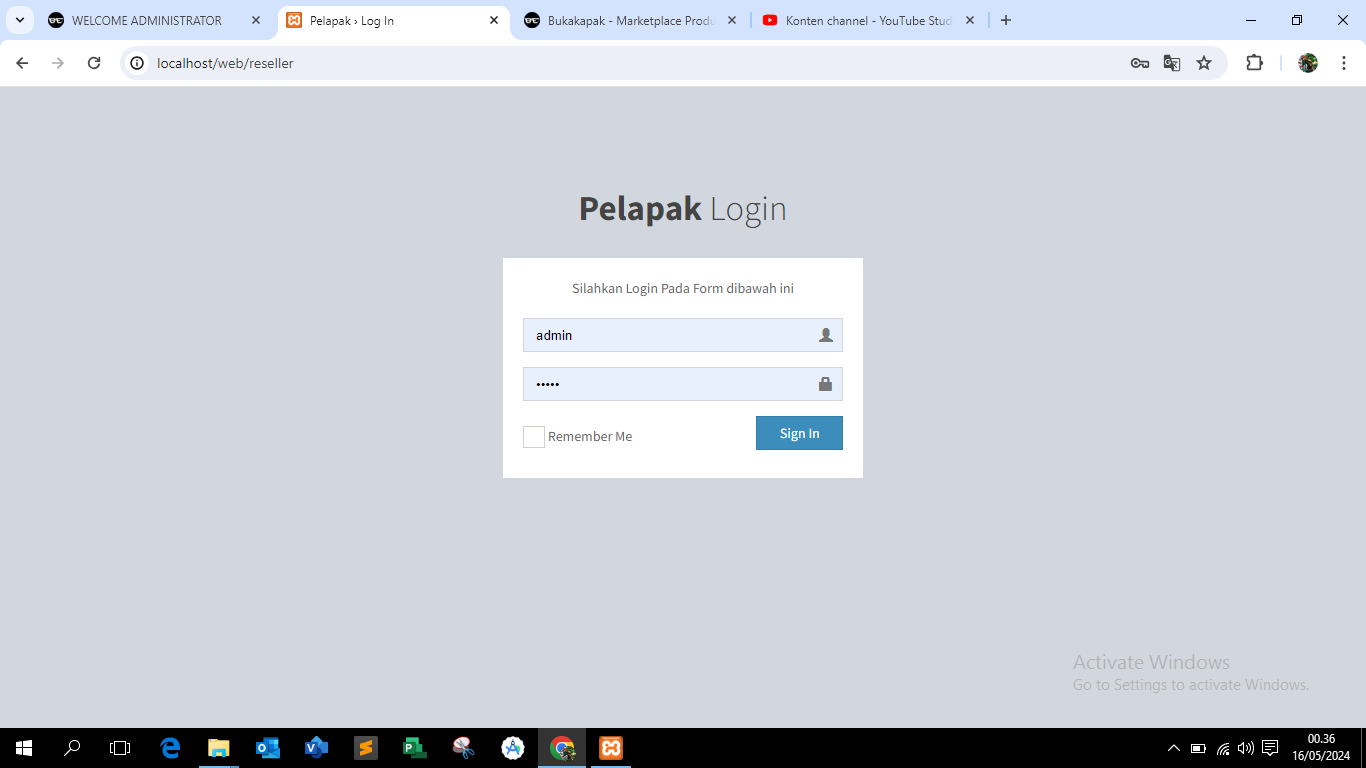 WELCOME ADMINISTRATOR
Pelapak › Log In
Bukakapak - Marketplace Produ
Konten channel - YouTube Stud
localhost/web/reseller
Pelapak Login
Silahkan Login Pada Form dibawah ini
admin
•••••
Remember Me
Sign In
Activate Windows
Go to Settings to activate Windows.
00.36
16/05/2024